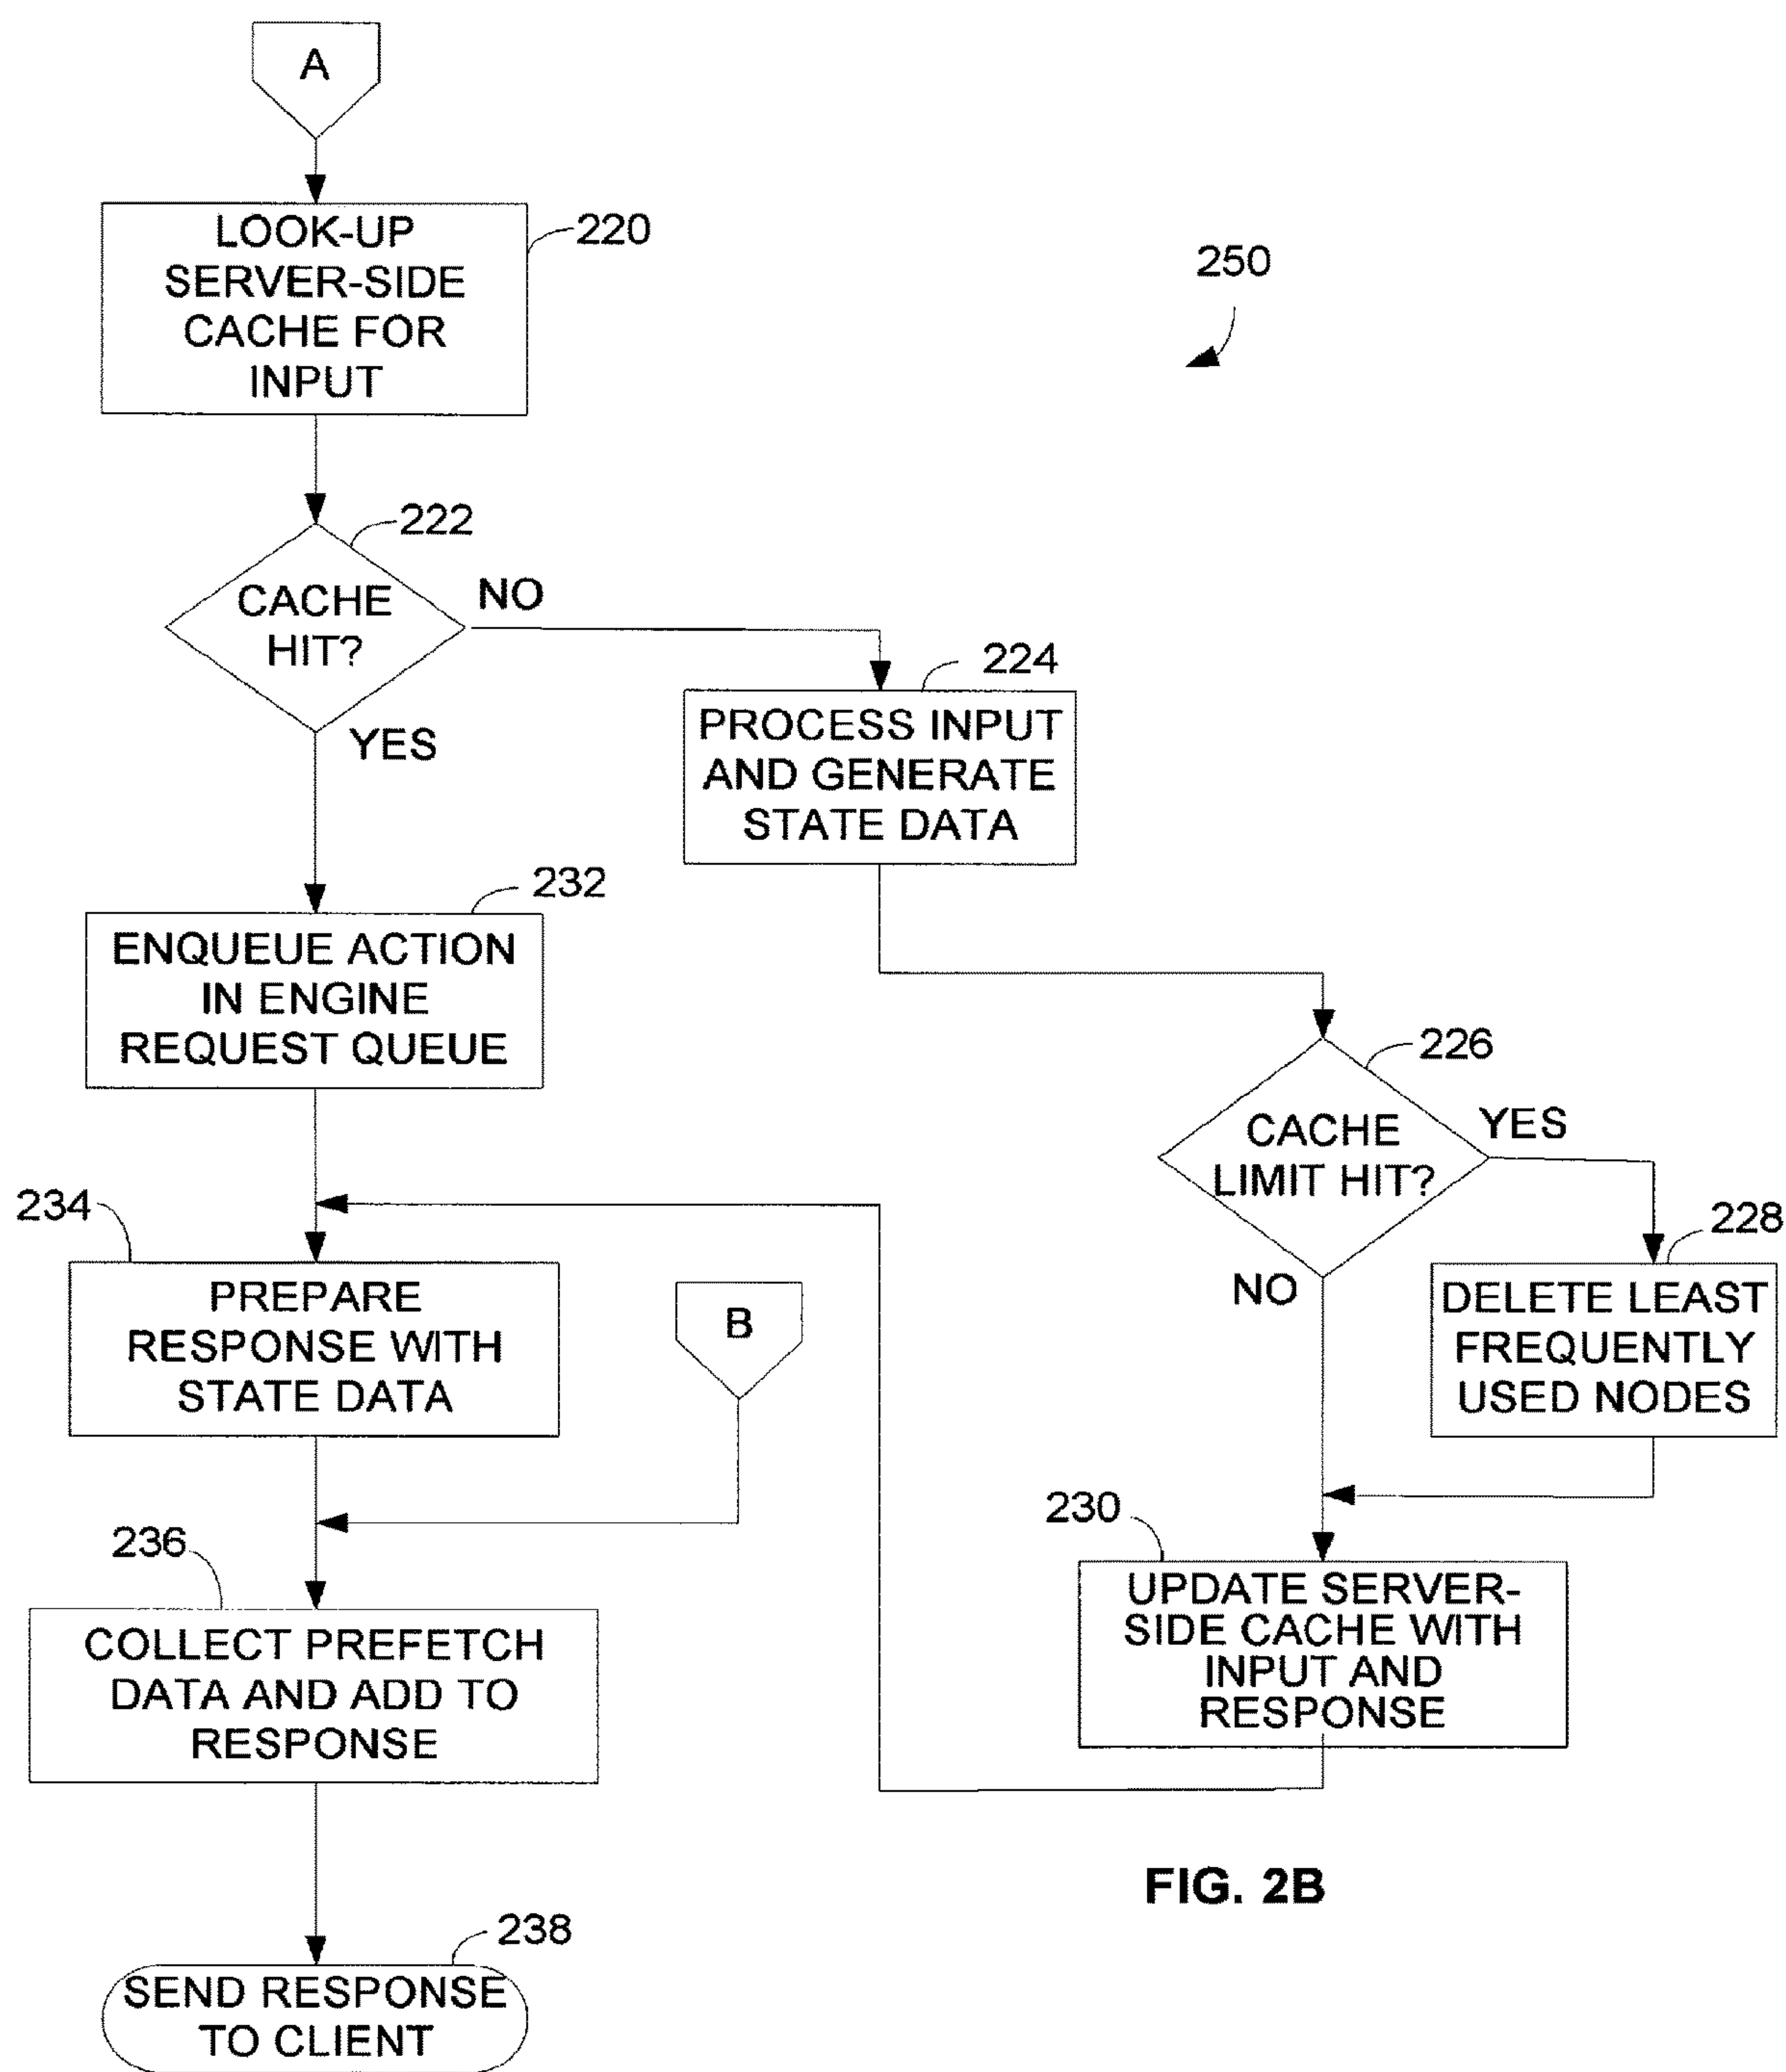 A
LOOK-UP
SERVER-SIDE
CACHE FOR
INPUT
220
250
222
CACHE
HIT?
NO
YES
224
PROCESS INPUT
AND GENERATE
STATE DATA
232
ENQUEUE ACTION
IN ENGINE
REQUEST QUEUE
226
CACHE
LIMIT HIT?
YES
NO
228
DELETE LEAST
FREQUENTLY
USED NODES
234
PREPARE
RESPONSE WITH
STATE DATA
B
230
UPDATE SERVER-
SIDE CACHE WITH
INPUT AND
RESPONSE
236
COLLECT PREFETCH
DATA AND ADD TO
RESPONSE
238
SEND RESPONSE
TO CLIENT
FIG. 2B